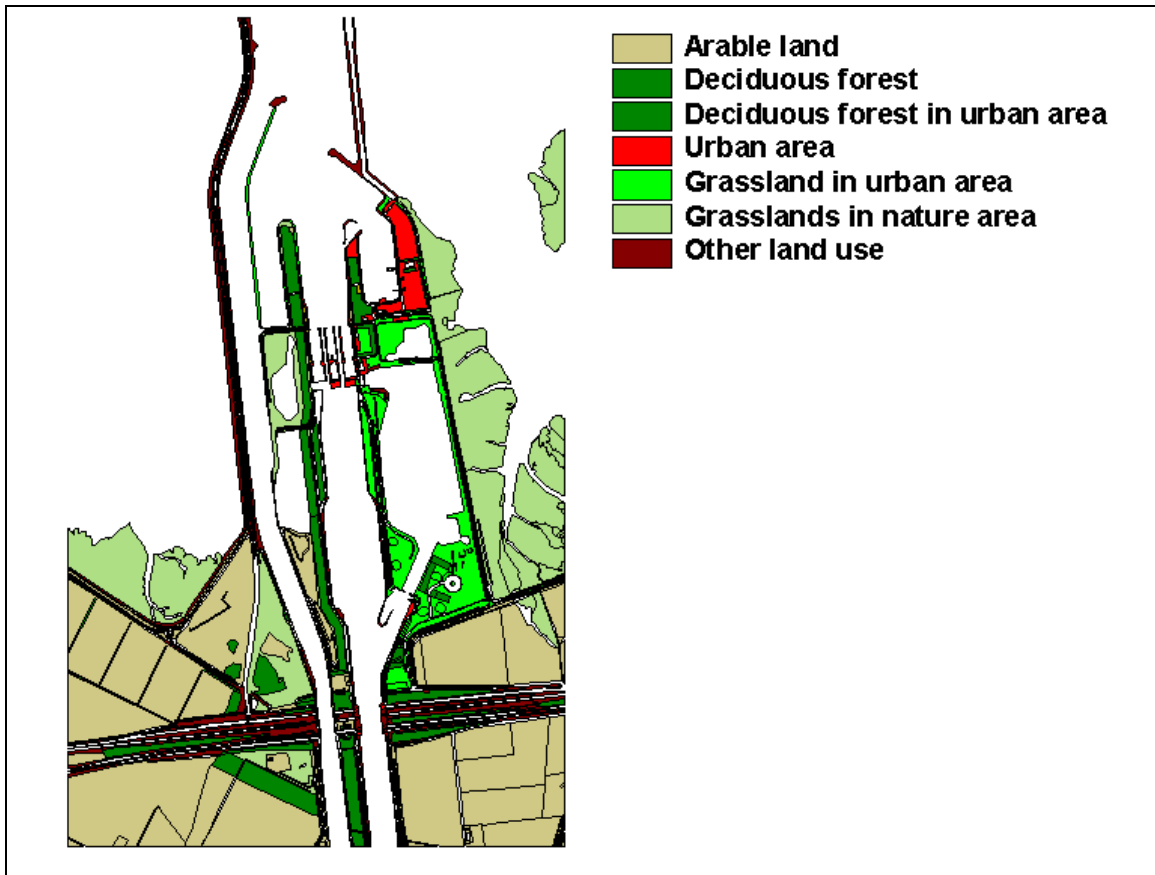 Arable land
Deciduous forest
Deciduous forest in urban area
Urban area
Grassland in urban area
Grasslands in nature area
Other land use